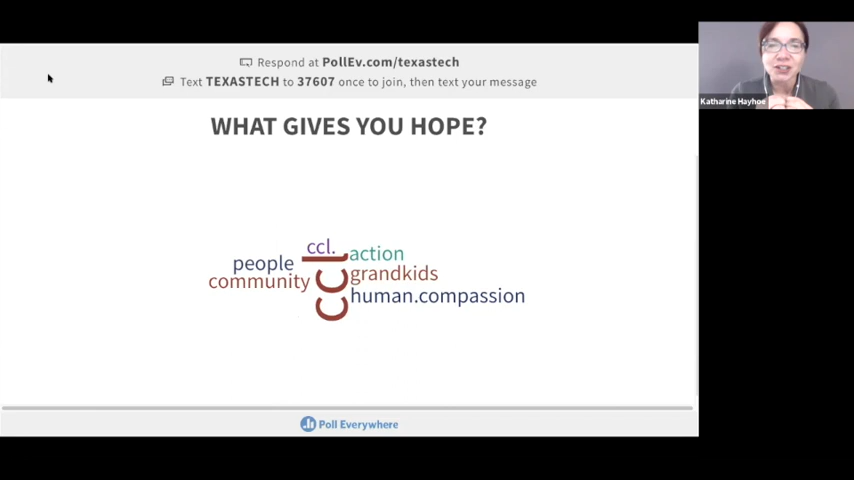 Respond at PollEv.com/texastech
Text TEXASTECH to 37607 once to join, then text your message
Katharine Hayhoe
WHAT GIVES YOU HOPE?
ccl.
people
action
community
ccl
grandkids
human.compassion
Poll Everywhere